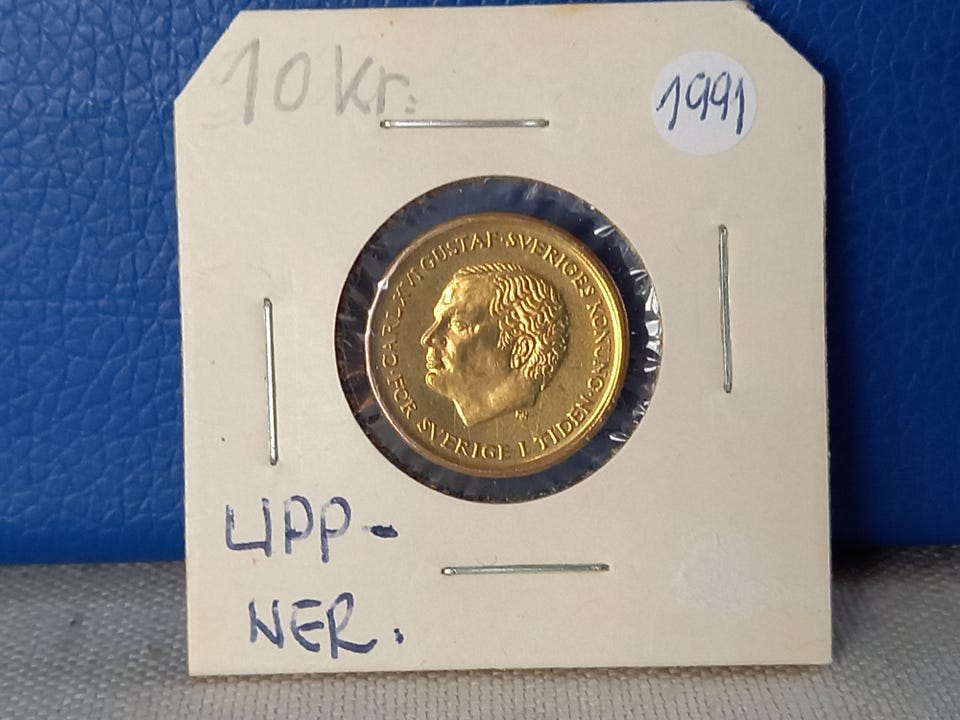 10 Kr.
1991
CARL XVI GUSTAF·SVERIGES KONUNG
FÖR SVERIGE I TIDEN
UPP-
NER.